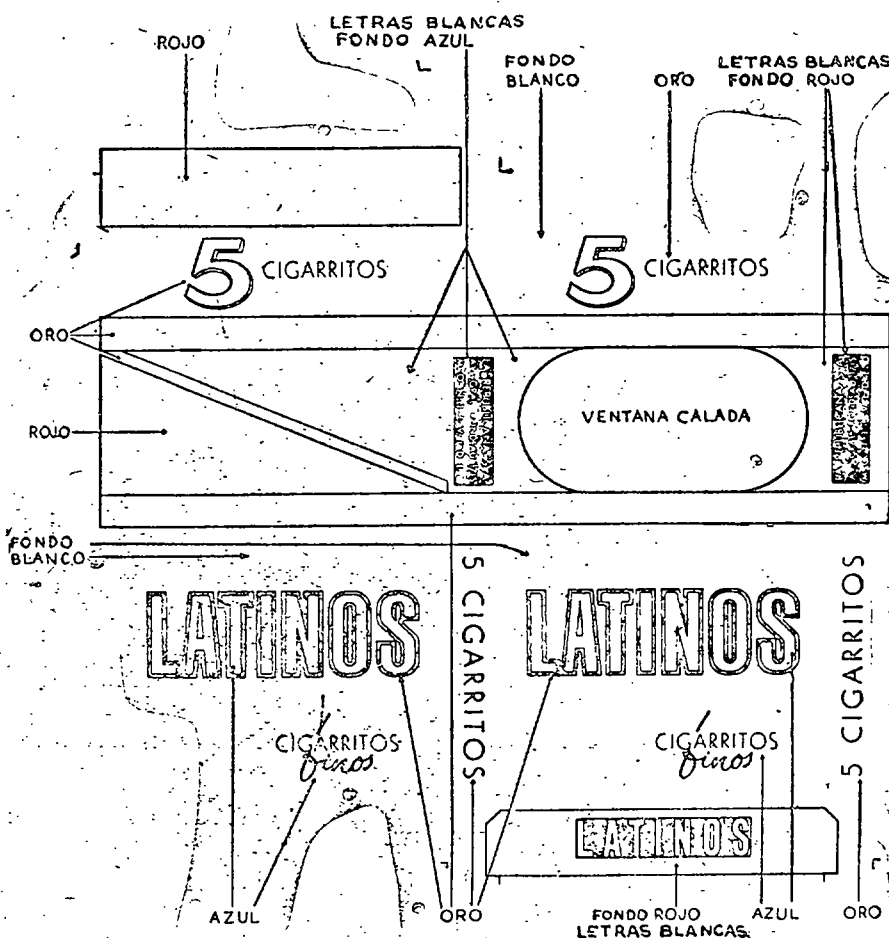 ROJO
LETRAS BLANCAS
FONDO AZUL
FONDO
BLANCO
ORO
LETRAS BLANCAS
FONDO ROJO
5 CIGARRITOS
5 CIGARRITOS
ORO
ROJO
VENTANA CALADA
FONDO
BLANCO
LATINOS
5 CIGARRITOS
LATINOS
5 CIGARRITOS
CIGARRITOS
finos
CIGARRITOS
finos
LATINOS
AZUL
ORO
FONDO ROJO
LETRAS BLANCAS
AZUL
ORO